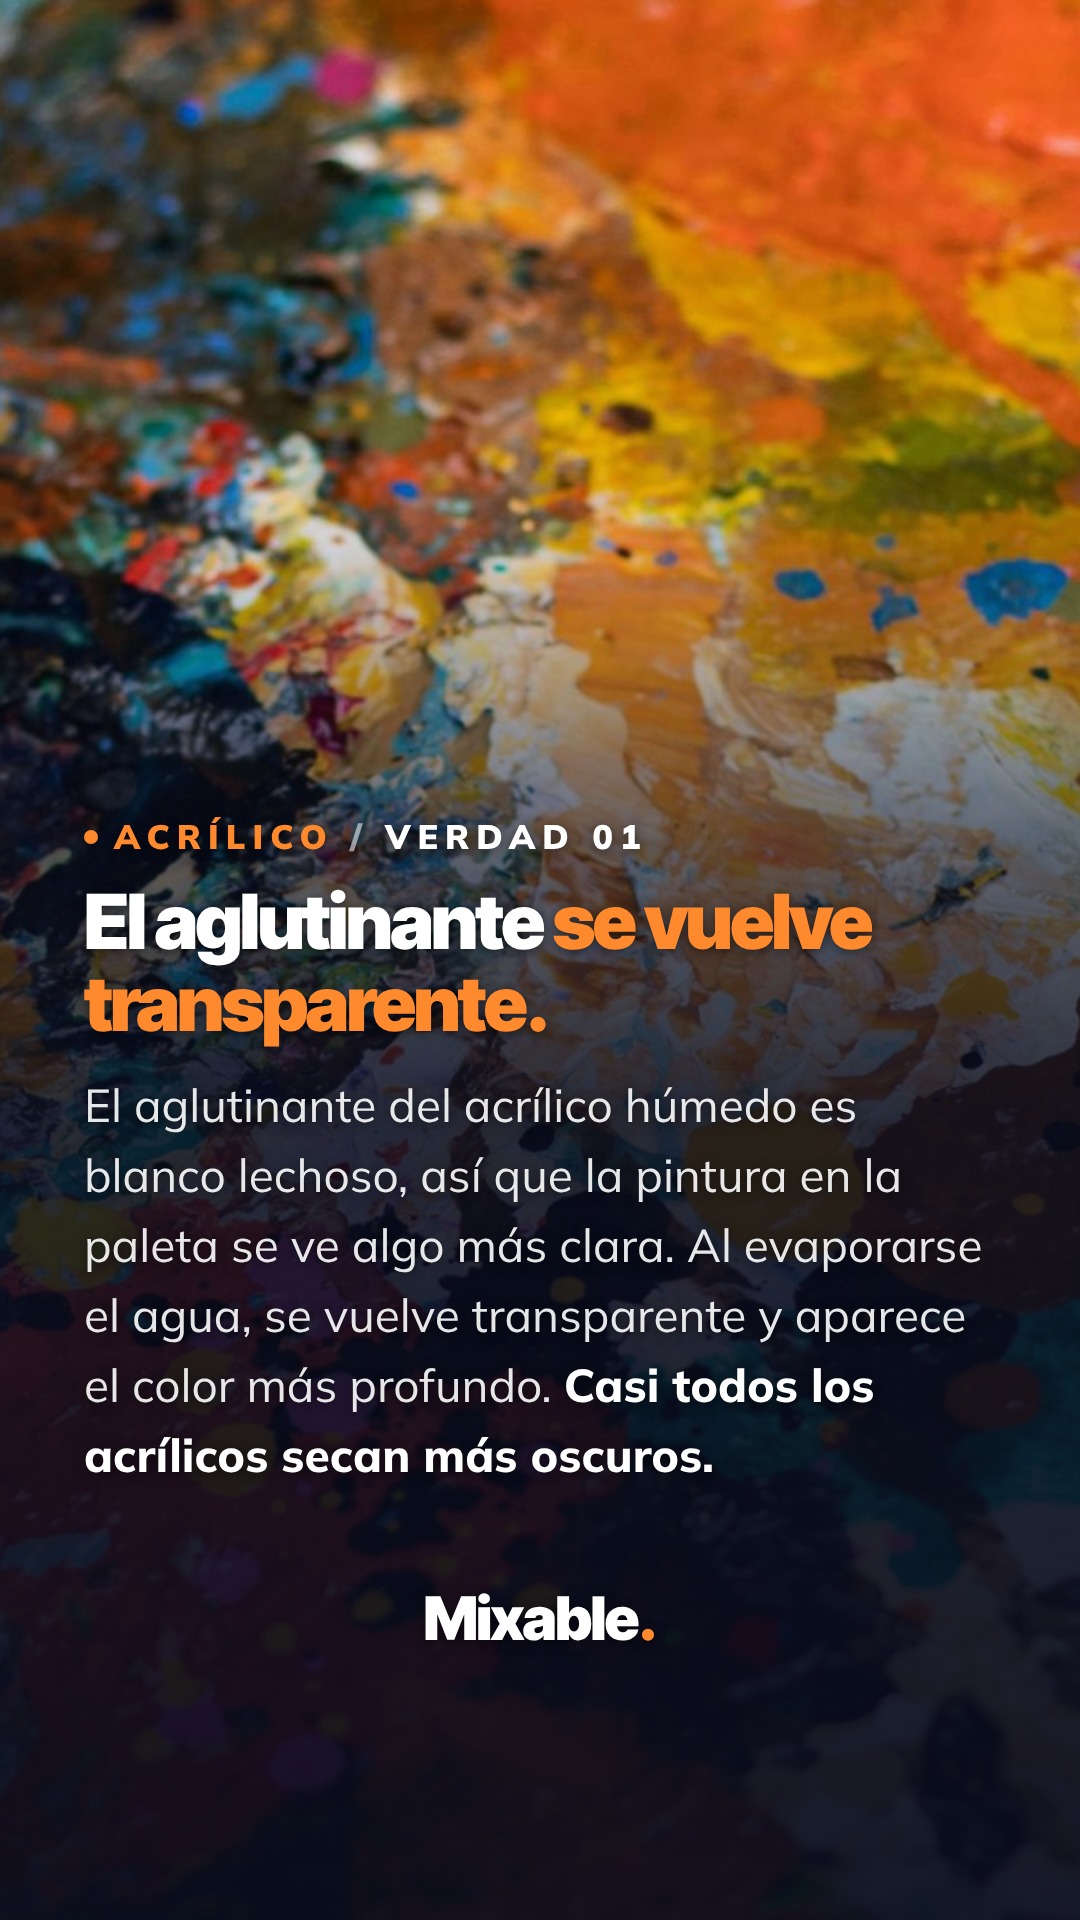 • ACRÍLICO / VERDAD 01
El aglutinante se vuelve
transparente.
El aglutinante del acrílico húmedo es
blanco lechoso, así que la pintura en la
paleta se ve algo más clara. Al evaporarse
el agua, se vuelve transparente y aparece
el color más profundo. Casi todos los
acrílicos secan más oscuros.
Mixable.